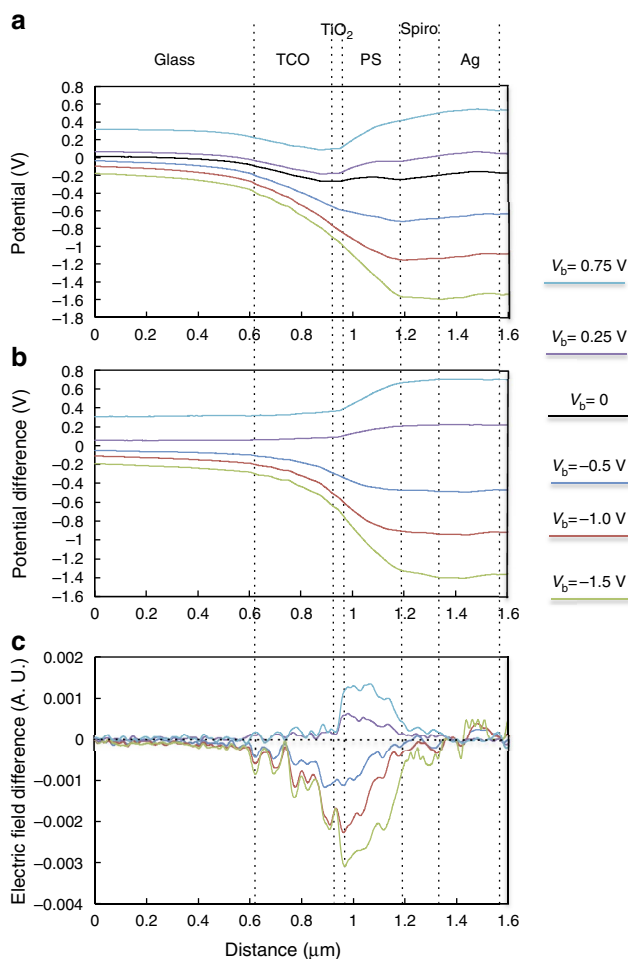 a
TiO2 Spiro
Glass TCO PS Ag
0.8
0.6
0.4
0.2
0
−0.2
−0.4
−0.6
−0.8
−1
−1.2
−1.4
−1.6
−1.8
Potential (V)
0 0.2 0.4 0.6 0.8 1 1.2 1.4 1.6
b
0.8
0.4
0
−0.2
−0.4
−0.6
−0.8
−1
−1.2
−1.4
−1.6
Potential difference (V)
0 0.2 0.4 0.6 0.8 1 1.2 1.4 1.6
c
0.002
0.001
0
−0.001
−0.002
−0.003
−0.004
Electric field difference (A. U.)
0 0.2 0.4 0.6 0.8 1 1.2 1.4 1.6
Distance (μm)
Vb= 0.75 V
Vb= 0.25 V
Vb= 0
Vb= −0.5 V
Vb= −1.0 V
Vb= −1.5 V